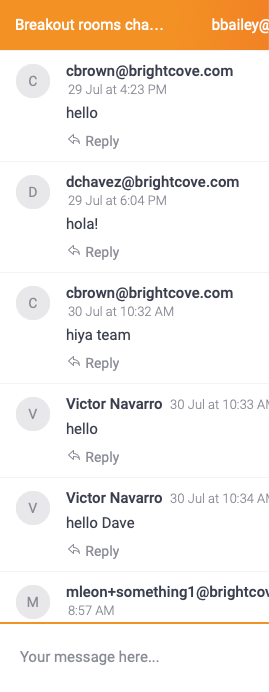 Breakout rooms cha... bbailey@
C cbrown@brightcove.com
29 Jul at 4:23 PM
hello
Reply
D dchavez@brightcove.com
29 Jul at 6:04 PM
hola!
Reply
C cbrown@brightcove.com
30 Jul at 10:32 AM
hiya team
Reply
V Victor Navarro 30 Jul at 10:33 AM
hello
Reply
V Victor Navarro 30 Jul at 10:34 AM
hello Dave
Reply
M mleon+something1@brightcov
8:57 AM
Your message here...